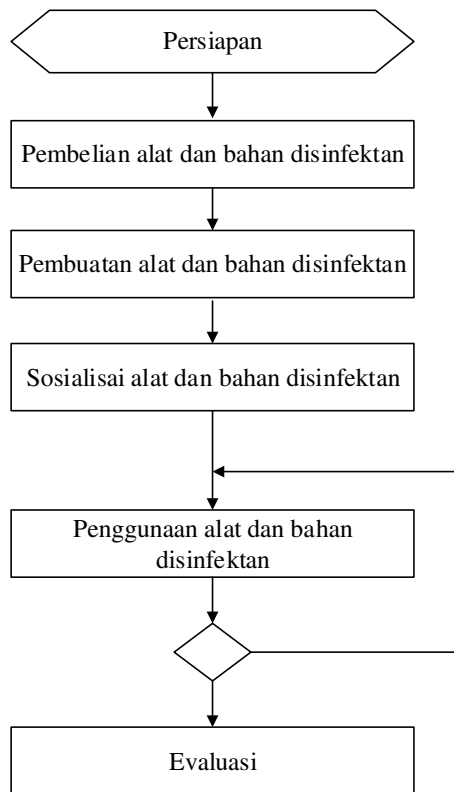 Persiapan
Pembelian alat dan bahan disinfektan
Pembuatan alat dan bahan disinfektan
Sosialisai alat dan bahan disinfektan
Penggunaan alat dan bahan
disinfektan
Evaluasi